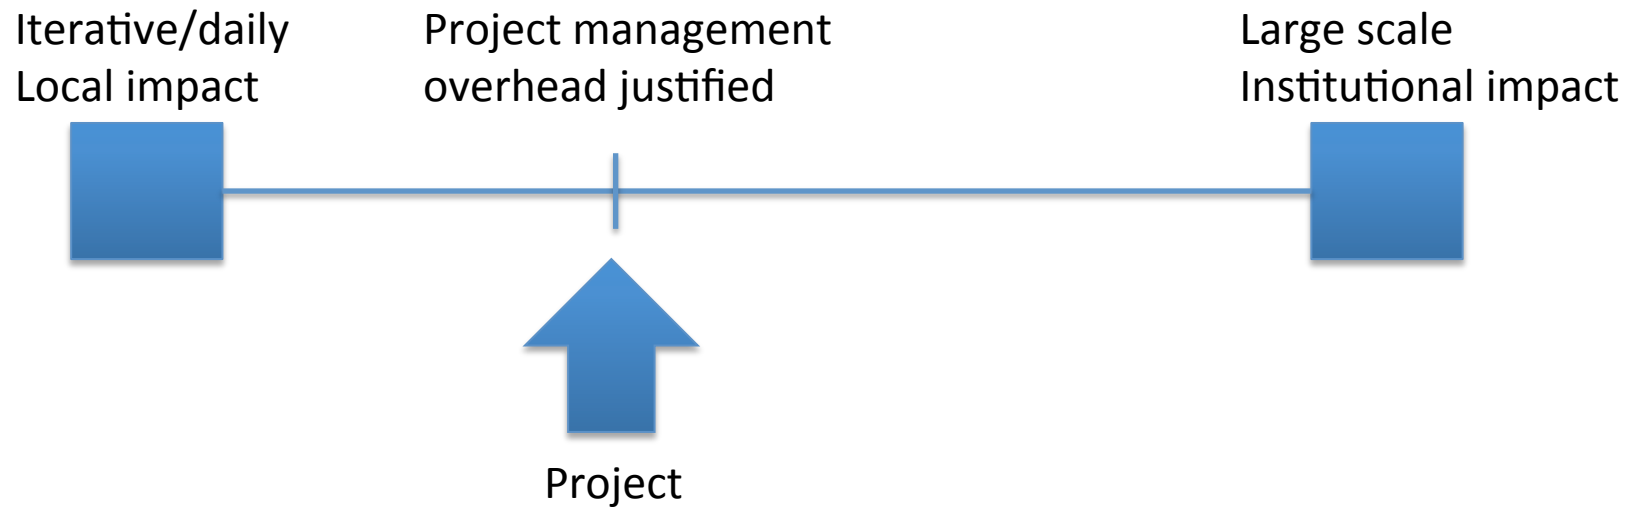 Iterative/daily
Local impact
Project management
overhead justified
Large scale
Institutional impact
Project